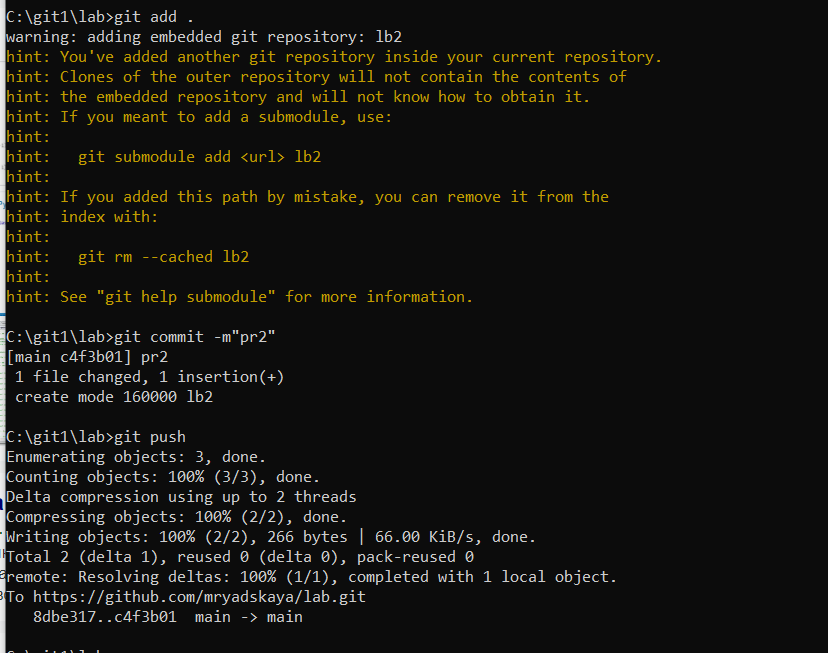 C:\git1\lab>git add .
warning: adding embedded git repository: lb2
hint: You've added another git repository inside your current repository.
hint: Clones of the outer repository will not contain the contents of
hint: the embedded repository and will not know how to obtain it.
hint: If you meant to add a submodule, use:
hint:
hint:   git submodule add <url> lb2
hint:
hint: If you added this path by mistake, you can remove it from the
hint: index with:
hint:
hint:   git rm --cached lb2
hint:
hint: See "git help submodule" for more information.
C:\git1\lab>git commit -m"pr2"
[main c4f3b01] pr2
 1 file changed, 1 insertion(+)
 create mode 160000 lb2
C:\git1\lab>git push
Enumerating objects: 3, done.
Counting objects: 100% (3/3), done.
Delta compression using up to 2 threads
Compressing objects: 100% (2/2), done.
Writing objects: 100% (2/2), 266 bytes | 66.00 KiB/s, done.
Total 2 (delta 1), reused 0 (delta 0), pack-reused 0
remote: Resolving deltas: 100% (1/1), completed with 1 local object.
To https://github.com/mryadskaya/lab.git
   8dbe317..c4f3b01  main -> main